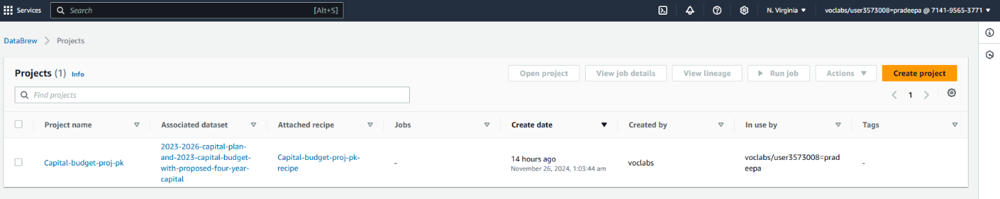 Services
Search
[Alt+S]
N. Virginia
voclabs/user3573008=pradeepa @ 7141-9565-3771
DataBrew
Projects
Projects (1)
Info
Open project
View job details
View lineage
Run job
Actions
Create project
Find projects
1
Project name
Associated dataset
Attached recipe
Jobs
Create date
Created by
In use by
Tags
Capital-budget-proj-pk
2023-2026-capital-plan-
and-2023-capital-budget-
with-proposed-four-year-
capital
Capital-budget-proj-pk-
recipe
-
14 hours ago
November 26, 2024, 1:03:44 am
voclabs
voclabs/user3573008=prad
eepa
-